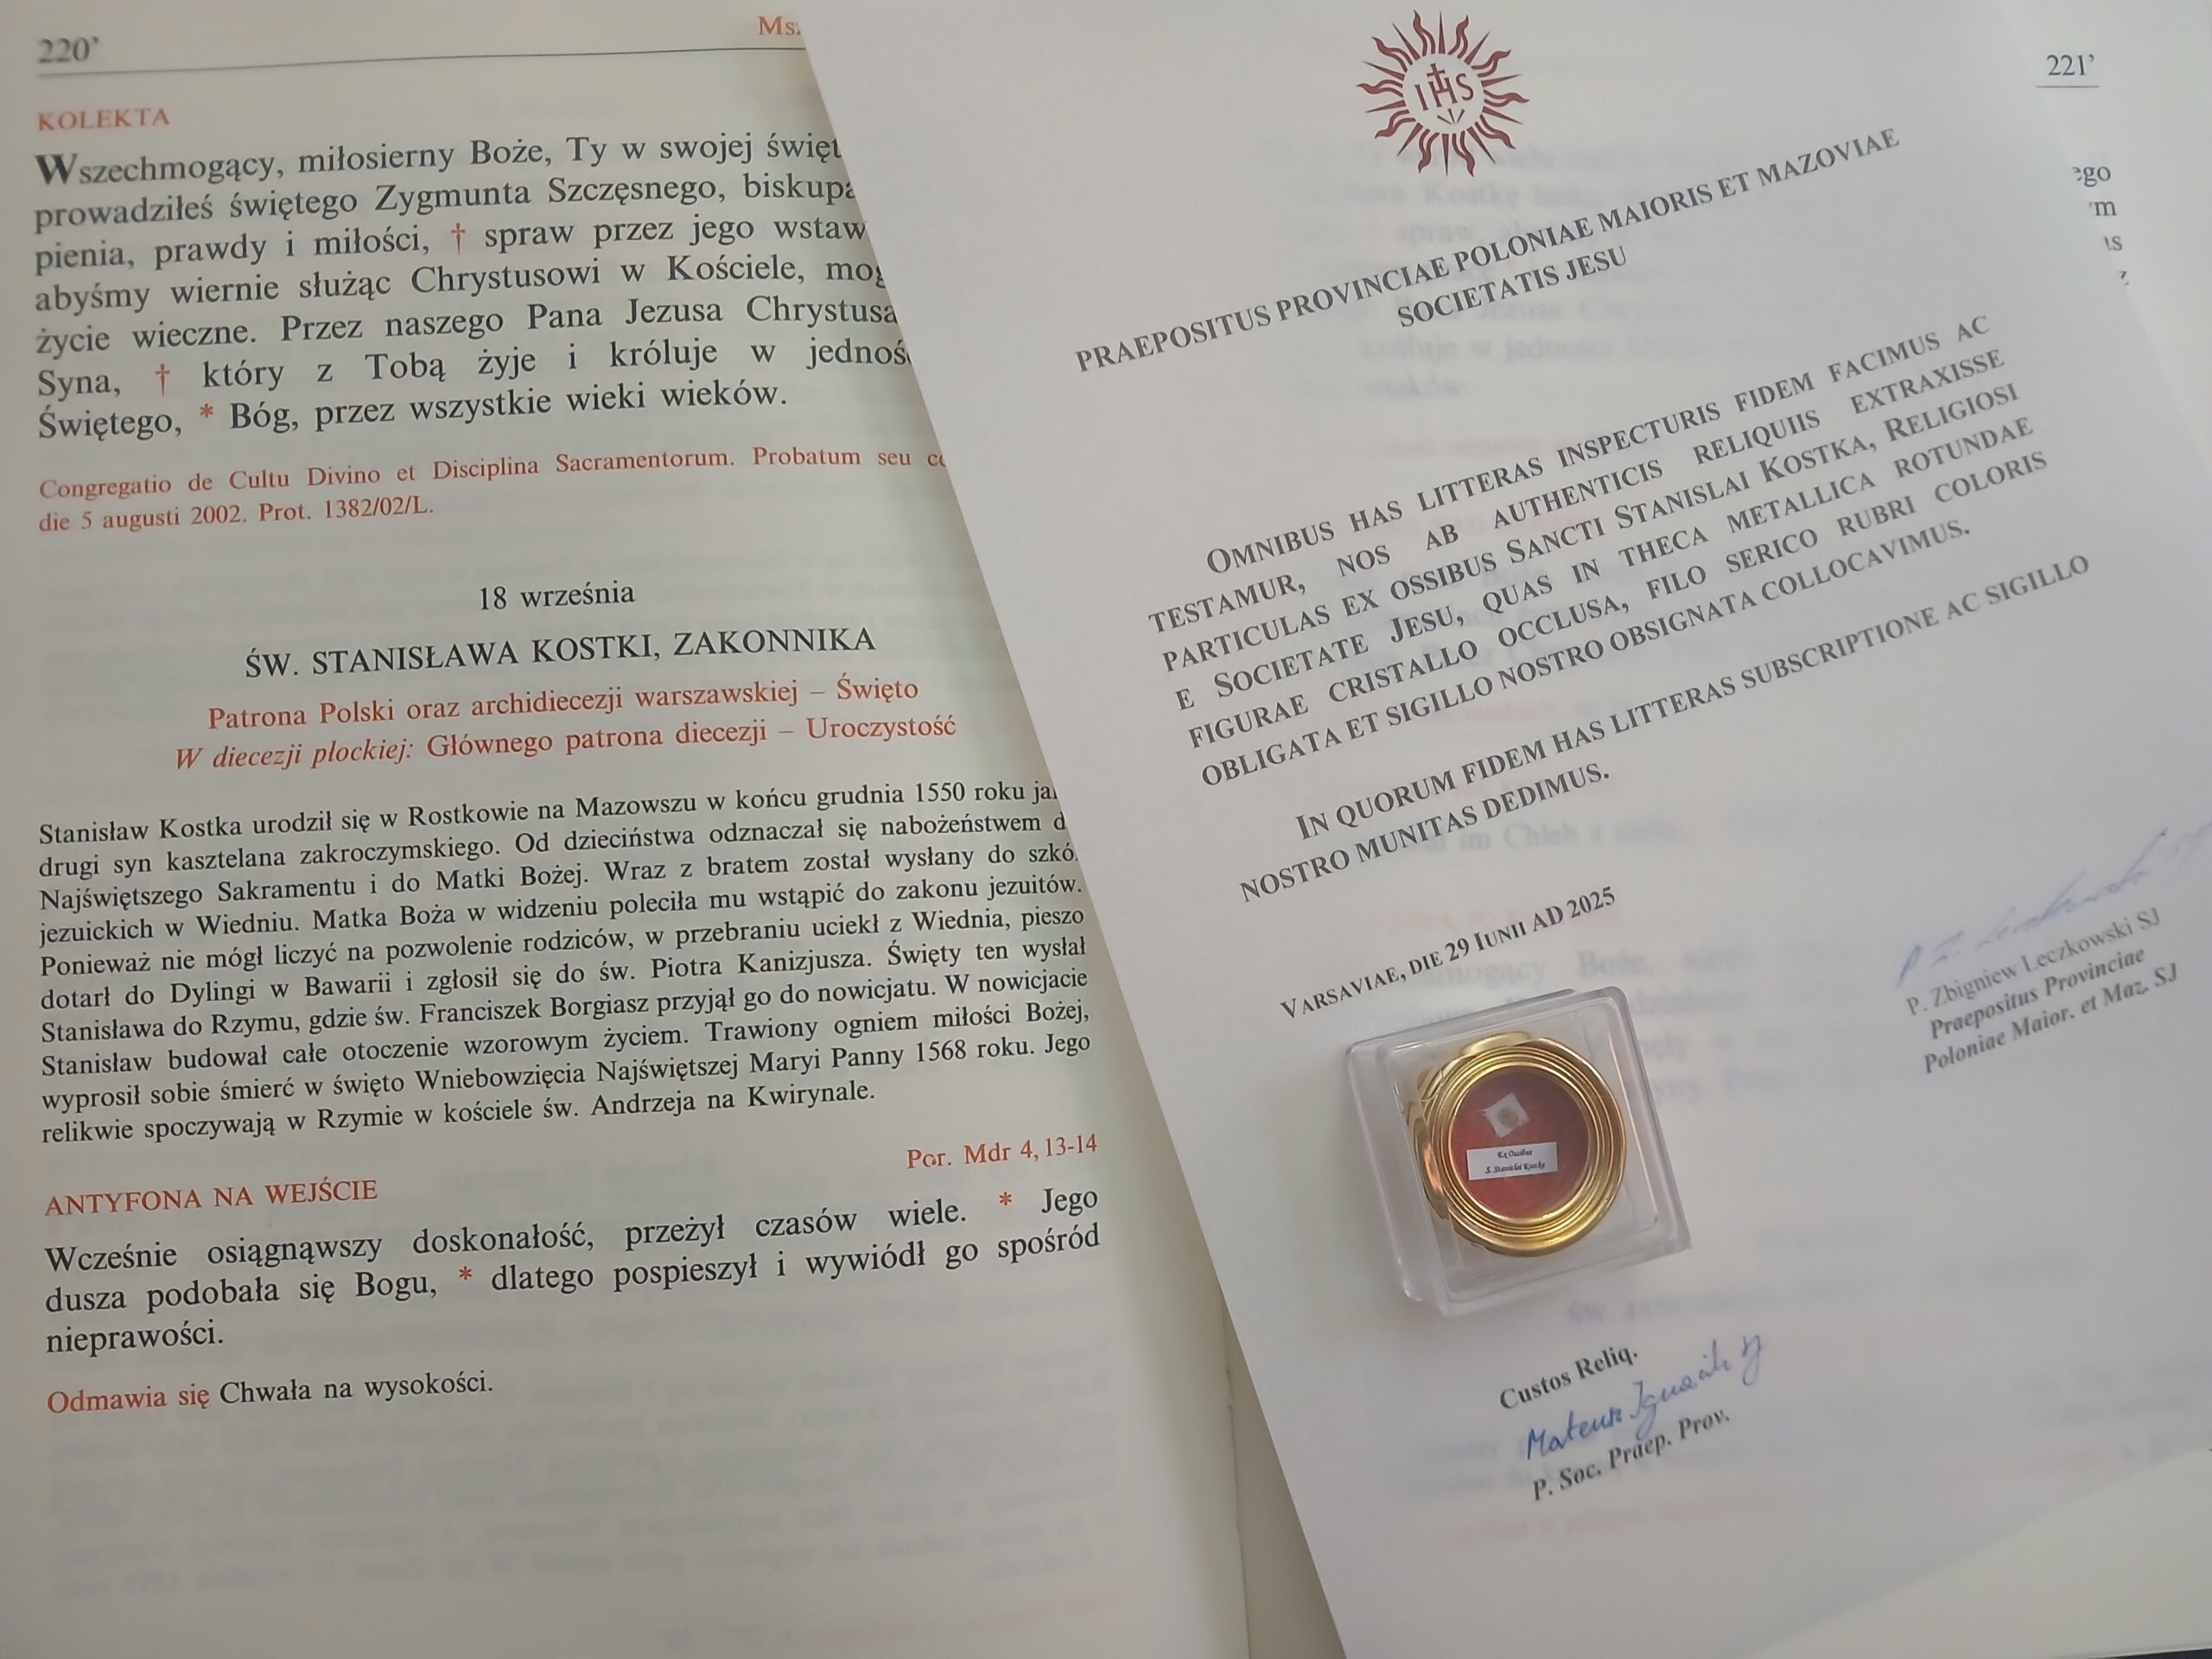 220'
KOLEKTA
Wszechmogący, miłosierny Boże, Ty w swojej święt
prowadziłeś świętego Zygmunta Szczęsnego, biskupa
pienia, prawdy i miłości, † spraw przez jego wstaw
abyśmy wiernie służąc Chrystusowi w Kościele, mog
życie wieczne. Przez naszego Pana Jezusa Chrystusa
Syna, † który z Tobą żyje i króluje w jednoś
Świętego, * Bóg, przez wszystkie wieki wieków.
Congregatio de Cultu Divino et Disciplina Sacramentorum. Probatum seu co
die 5 augusti 2002. Prot. 1382/02/L.
18 września
ŚW. STANISŁAWA KOSTKI, ZAKONNIKA
Patrona Polski oraz archidiecezji warszawskiej – Święto
W diecezji płockiej: Głównego patrona diecezji – Uroczystość
Stanisław Kostka urodził się w Rostkowie na Mazowszu w końcu grudnia 1550 roku ja
drugi syn kasztelana zakroczymskiego. Od dzieciństwa odznaczał się nabożeństwem d
Najświętszego Sakramentu i do Matki Bożej. Wraz z bratem został wysłany do szkó
jezuickich w Wiedniu. Matka Boża w widzeniu poleciła mu wstąpić do zakonu jezuitów.
Ponieważ nie mógł liczyć na pozwolenie rodziców, w przebraniu uciekł z Wiednia, pieszo
dotarł do Dylingi w Bawarii i zgłosił się do św. Piotra Kanizjusza. Święty ten wysłał
Stanisława do Rzymu, gdzie św. Franciszek Borgiasz przyjął go do nowicjatu. W nowicjacie
Stanisław budował całe otoczenie wzorowym życiem. Trawiony ogniem miłości Bożej,
wyprosił sobie śmierć w święto Wniebowzięcia Najświętszej Maryi Panny 1568 roku. Jego
relikwie spoczywają w Rzymie w kościele św. Andrzeja na Kwirynale.
Por. Mdr 4, 13-14
ANTYFONA NA WEJŚCIE
Wcześnie osiągnąwszy doskonałość, przeżył czasów wiele. * Jego
dusza podobała się Bogu, * dlatego pospieszył i wywiódł go spośród
nieprawości.
Odmawia się Chwała na wysokości.
IHS
PRAEPOSITUS PROVINCIAE POLONIAE MAIORIS ET MAZOVIAE
SOCIETATIS JESU
OMNIBUS HAS LITTERAS INSPECTURIS FIDEM FACIMUS AC
TESTAMUR, NOS AB AUTHENTICIS RELIQUIIS EXTRAXISSE
PARTICULAS EX OSSIBUS SANCTI STANISLAI KOSTKA, RELIGIOSI
E SOCIETATE JESU, QUAS IN THECA METALLICA ROTUNDAE
FIGURAE CRISTALLO OCCLUSA, FILO SERICO RUBRI COLORIS
OBLIGATA ET SIGILLO NOSTRO OBSIGNATA COLLOCAVIMUS.
IN QUORUM FIDEM HAS LITTERAS SUBSCRIPTIONE AC SIGILLO
NOSTRO MUNITAS DEDIMUS.
VARSAVIAE, DIE 29 IUNII AD 2025
P. Zbigniew Leczkowski SJ
Praepositus Provinciae
Poloniae Maior. et Maz. SJ
Ex Ossibus
S. Stanislai Kostka
Custos Reliq.
Mateusz Ignacik SJ
P. Soc. Praep. Prov.
221'
ego
m
us
z